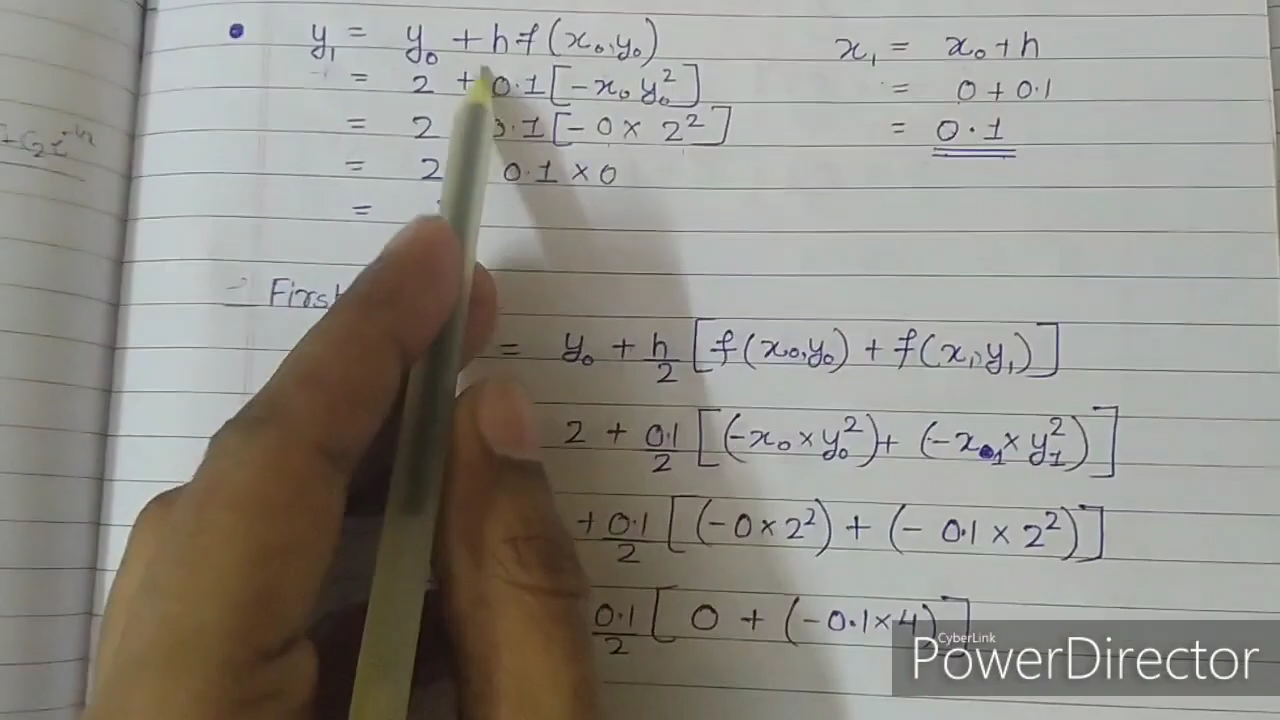 y₁ = y₀ + h f(x₀,y₀) x₁ = x₀ + h
= 2 + 0.1[-x₀ y₀²] = 0 + 0.1
= 2 0.1[-0 × 2²] = 0.1
= 2 0.1 × 0
=
First
= y₀ + h/2 [f(x₀,y₀) + f(x₁,y₁)]
2 + 0.1/2 [(-x₀ × y₀²) + (-x₁ × y₁²)]
+ 0.1/2 [(-0 × 2²) + (- 0.1 × 2²)]
0.1/2 [0 + (-0.1 × 4)]
CyberLink
PowerDirector